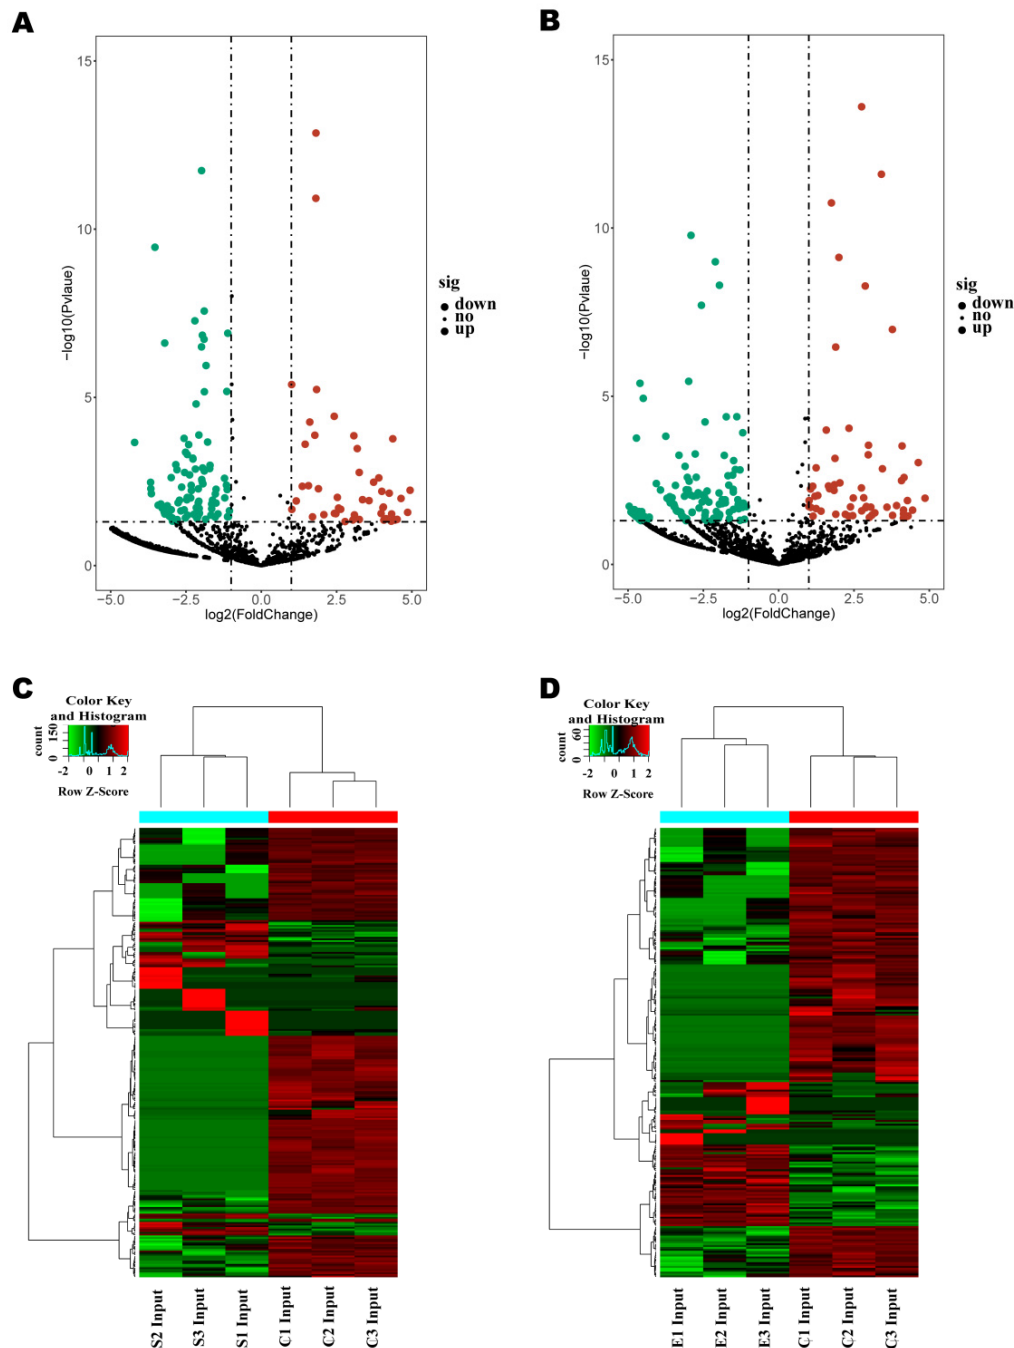 A
15
10
5
0
−log10(Pvlaue)
−5.0
−2.5
0.0
2.5
5.0
log2(FoldChange)
sig
down
no
up
B
15
10
5
0
−log10(Pvlaue)
−5.0
−2.5
0.0
2.5
5.0
log2(FoldChange)
sig
down
no
up
C
Color Key
and Histogram
count
0
150
-2
0
1
2
Row Z-Score
S2 Input
S3 Input
S1 Input
C1 Input
C2 Input
C3 Input
D
Color Key
and Histogram
count
0
60
-2
0
1
2
Row Z-Score
E1 Input
E2 Input
E3 Input
C1 Input
C2 Input
C3 Input